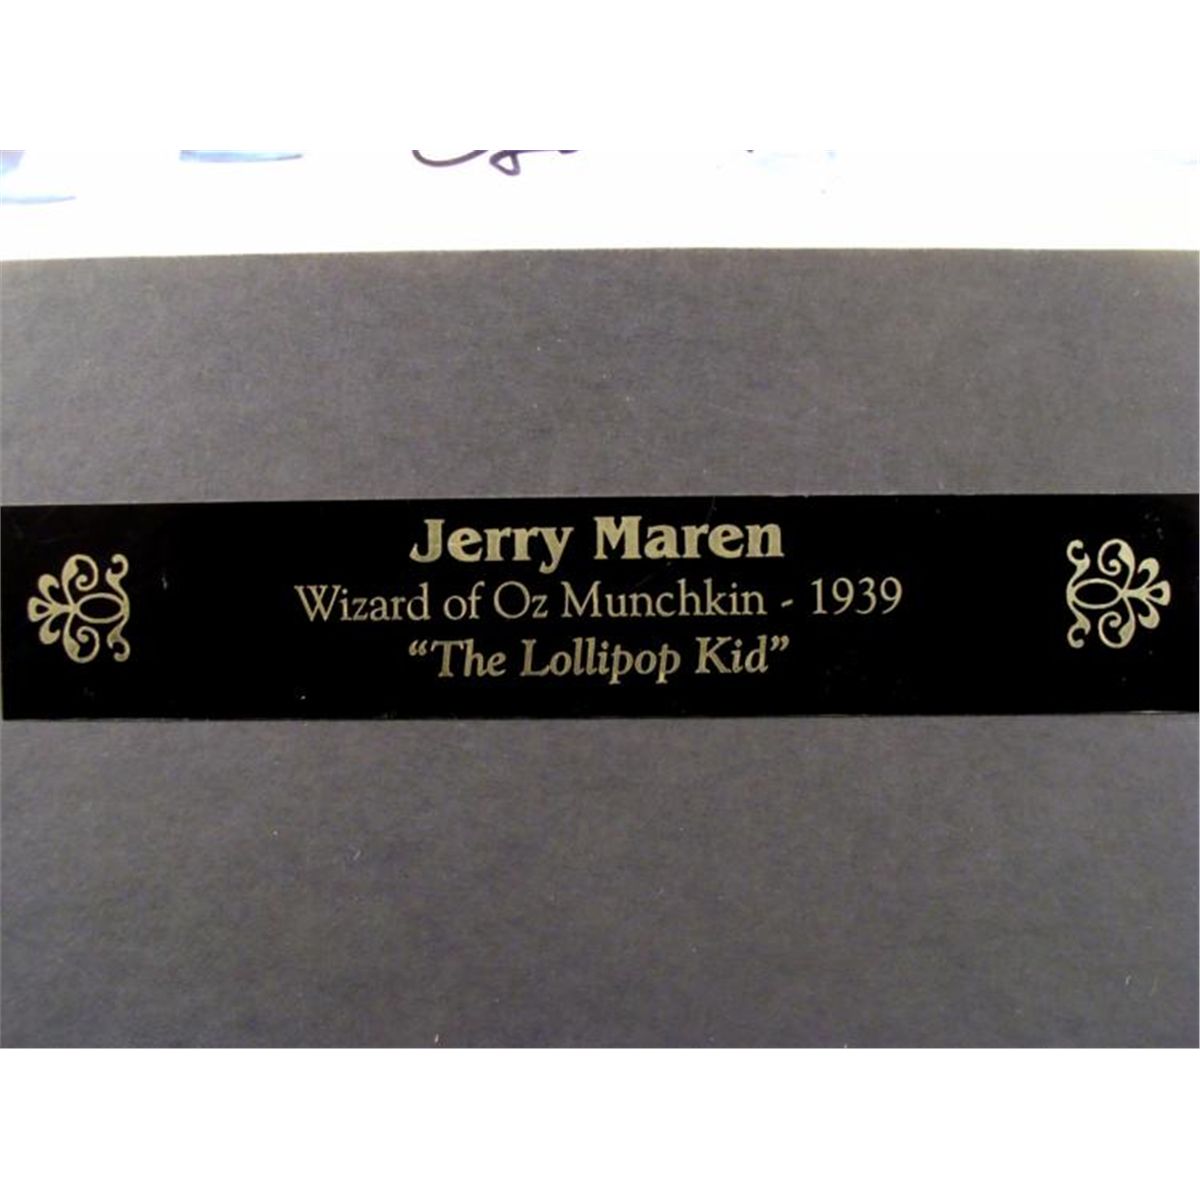 Jerry Maren
Wizard of Oz Munchkin - 1939
“The Lollipop Kid”